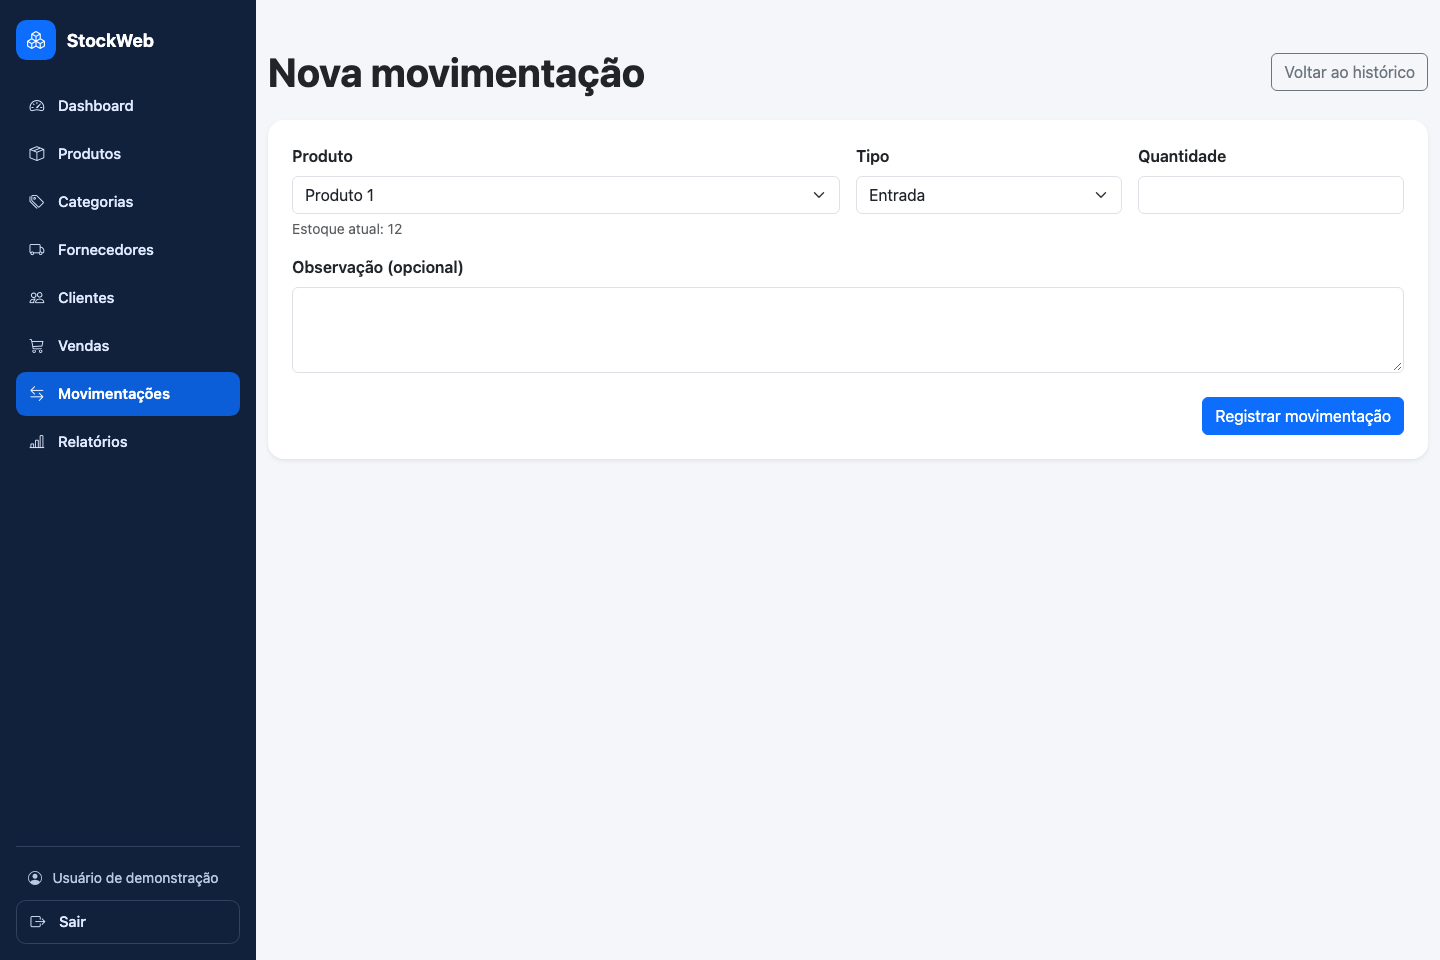 StockWeb
Dashboard
Produtos
Categorias
Fornecedores
Clientes
Vendas
Movimentações
Relatórios
Usuário de demonstração
Sair
Nova movimentação
Voltar ao histórico
Produto
Produto 1
Estoque atual: 12
Tipo
Entrada
Quantidade
Observação (opcional)
Registrar movimentação